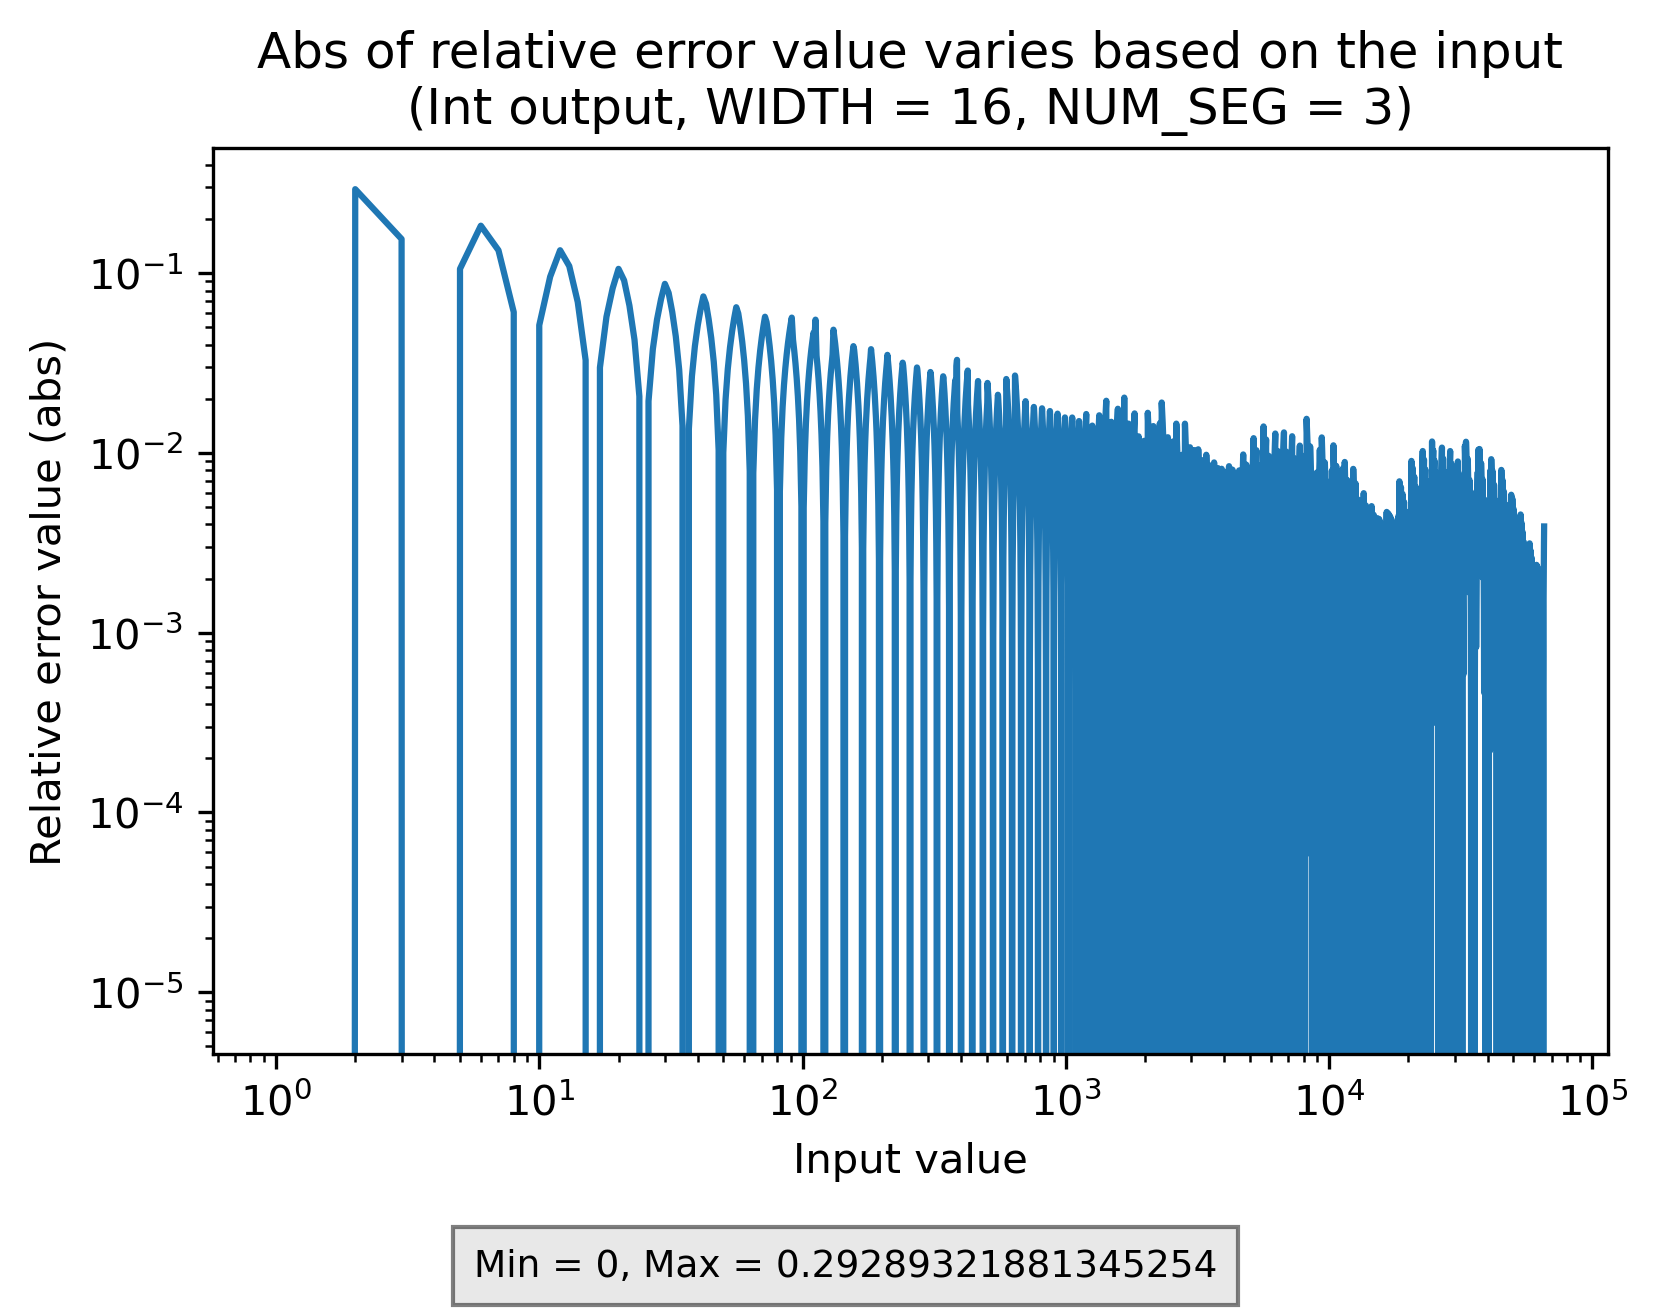 Abs of relative error value varies based on the input
(Int output, WIDTH = 16, NUM_SEG = 3)
Relative error value (abs)
10⁻¹
10⁻²
10⁻³
10⁻⁴
10⁻⁵
10⁰ 10¹ 10² 10³ 10⁴ 10⁵
Input value
Min = 0, Max = 0.29289321881345254